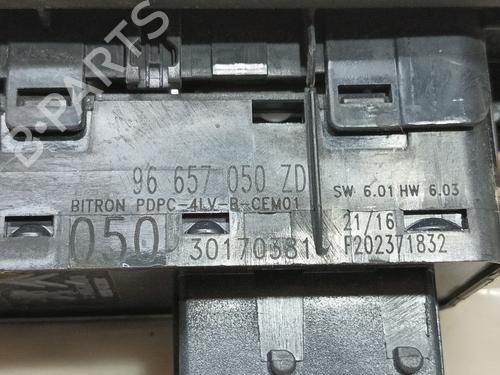 B-PARTS
96 657 050 ZD
BITRON PDPC-4LV-B-CEM01
SW 6.01 HW 6.03
050
30170381
21/16
F202371832